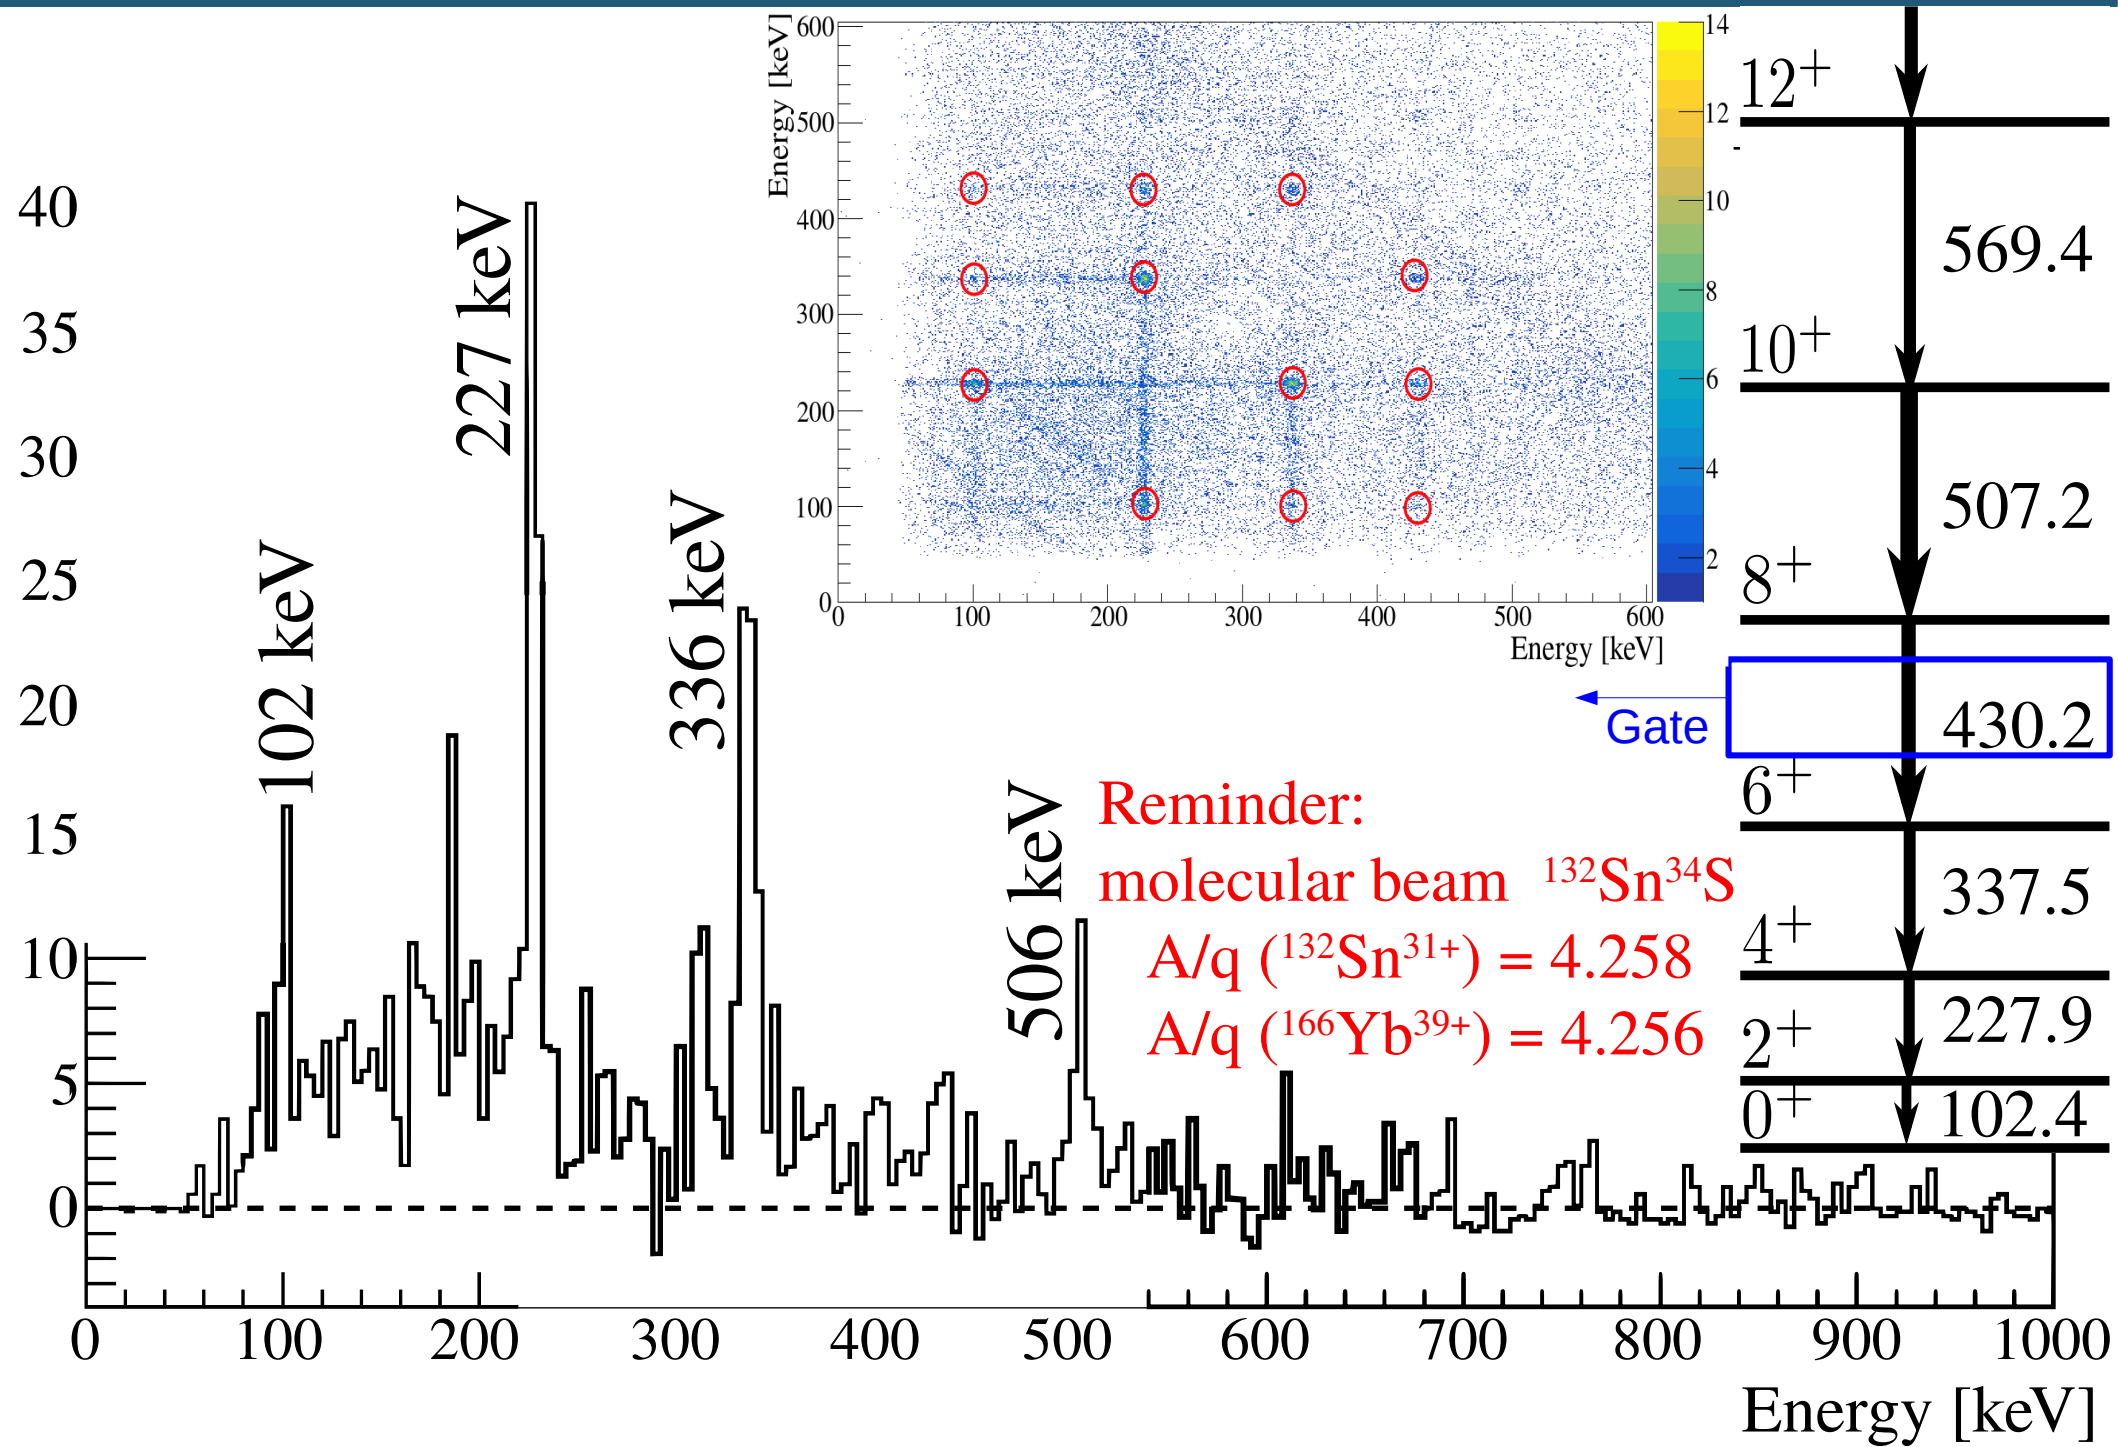 40
35
30
25
20
15
10
5
0
0 100 200 300 400 500 600 700 800 900 1000
Energy [keV]
102 keV
227 keV
336 keV
506 keV
Energy [keV]
600
500
400
300
200
100
0
0 100 200 300 400 500 600
Energy [keV]
14
12
10
8
6
4
2
Reminder:
molecular beam ¹³²Sn³⁴S
A/q (¹³²Sn³¹⁺) = 4.258
A/q (¹⁶⁶Yb³⁹⁺) = 4.256
Gate
12⁺
569.4
10⁺
507.2
8⁺
430.2
6⁺
337.5
4⁺
227.9
2⁺
102.4
0⁺